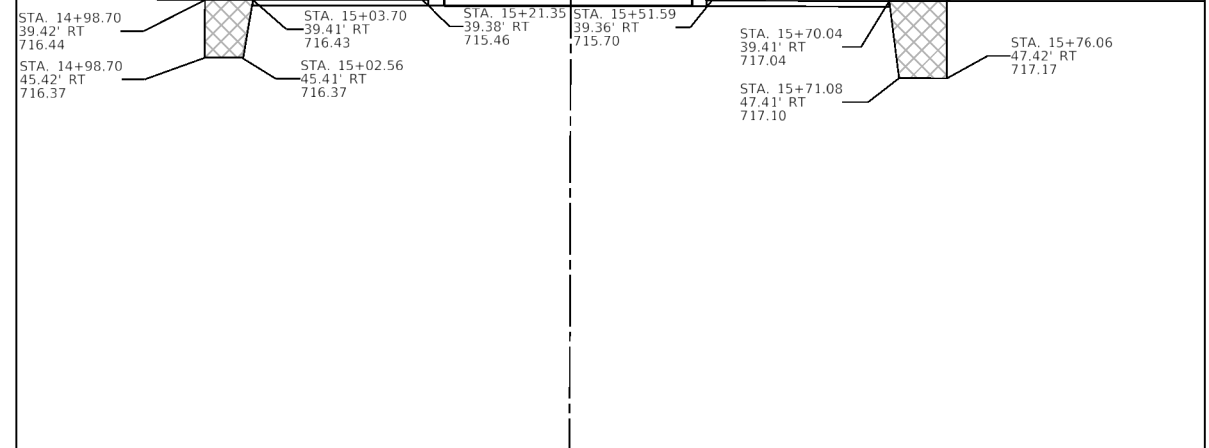 STA. 14+98.70
39.42' RT
716.44
STA. 15+03.70
39.41' RT
716.43
STA. 15+21.35
39.38' RT
715.46
STA. 15+51.59
39.36' RT
715.70
STA. 15+70.04
39.41' RT
717.04
STA. 15+76.06
47.42' RT
717.17
STA. 14+98.70
45.42' RT
716.37
STA. 15+02.56
45.41' RT
716.37
STA. 15+71.08
47.41' RT
717.10